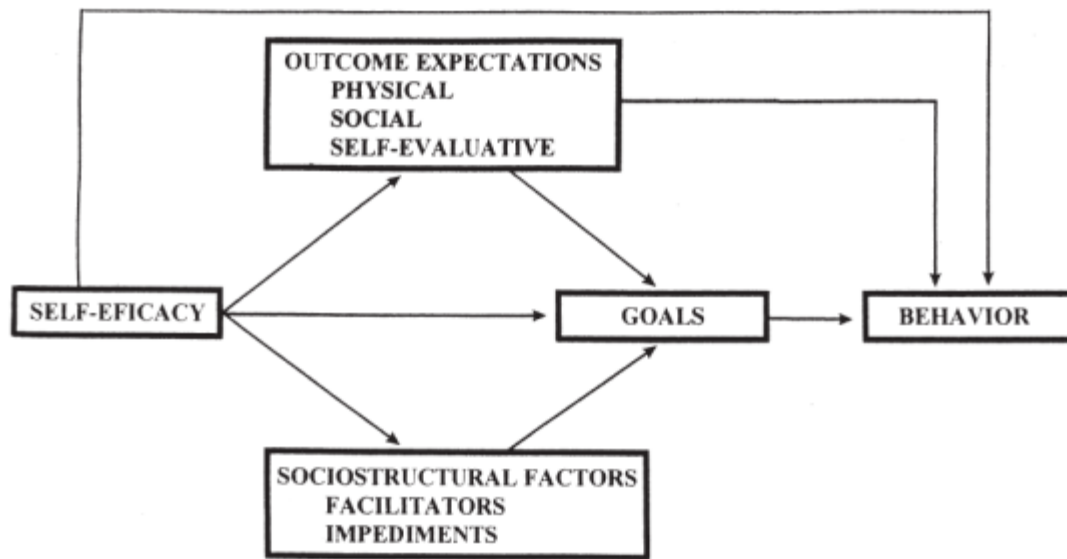 OUTCOME EXPECTATIONS
PHYSICAL
SOCIAL
SELF-EVALUATIVE
SELF-EFICACY
GOALS
BEHAVIOR
SOCIOSTRUCTURAL FACTORS
FACILITATORS
IMPEDIMENTS